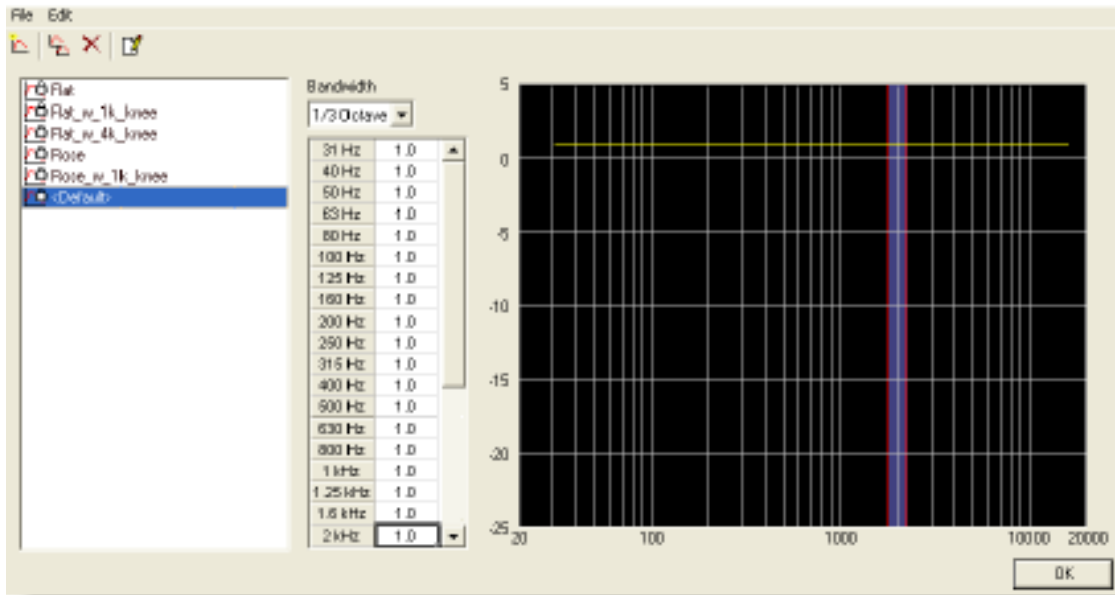 File Edit
Flat
Flat_w_1k_knee
Flat_w_4k_knee
Rose
Rose_w_1k_knee
<Default>
Bandwidth
1/3 Octave
31 Hz 1.0
40 Hz 1.0
50 Hz 1.0
63 Hz 1.0
80 Hz 1.0
100 Hz 1.0
125 Hz 1.0
160 Hz 1.0
200 Hz 1.0
250 Hz 1.0
315 Hz 1.0
400 Hz 1.0
500 Hz 1.0
630 Hz 1.0
800 Hz 1.0
1 kHz 1.0
1.25 kHz 1.0
1.6 kHz 1.0
2 kHz 1.0
5
0
-5
-10
-15
-20
-25
20 100 1000 10000 20000
OK